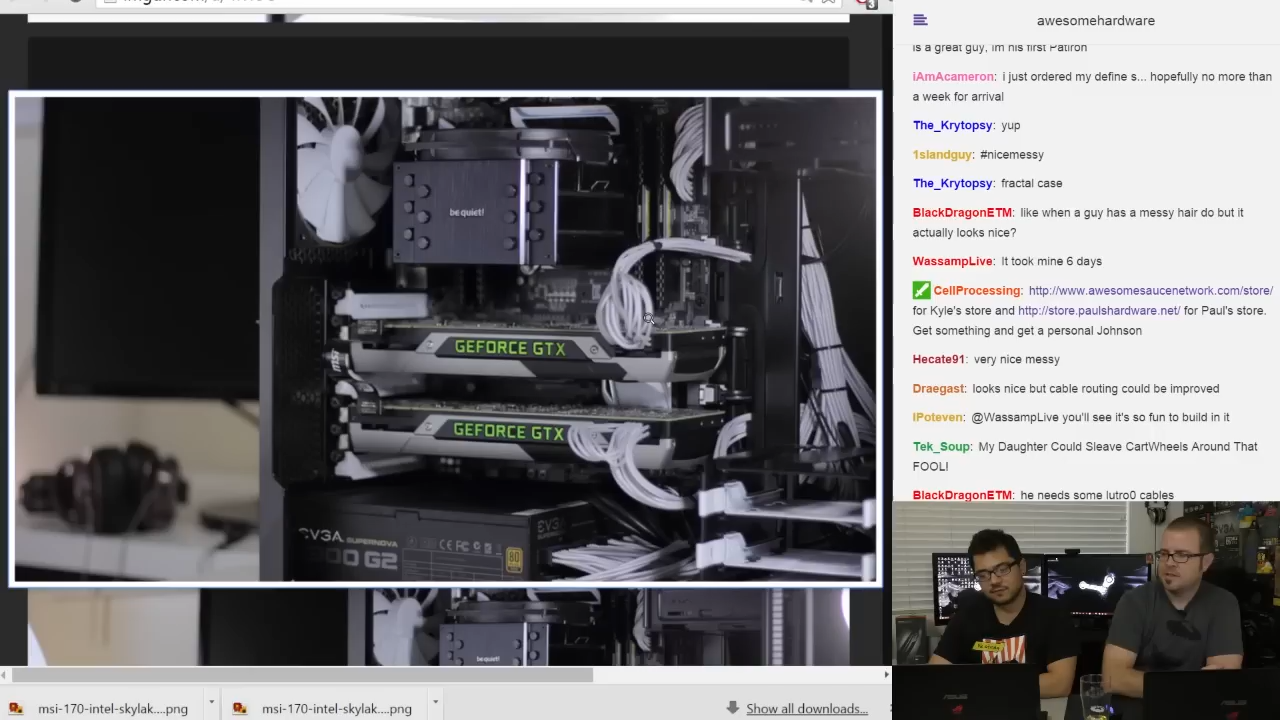 awesomehardware
is a great guy, Im his first Patiron
iAmAcameron: i just ordered my define s... hopefully no more than
a week for arrival
The_Krytopsy: yup
1slandguy: #nicemessy
The_Krytopsy: fractal case
BlackDragonETM: like when a guy has a messy hair do but it
actually looks nice?
WassampLive: It took mine 6 days
CellProcessing: http://www.awesomesaucenetwork.com/store/
for Kyle's store and http://store.paulshardware.net/ for Paul's store.
Get something and get a personal Johnson
Hecate91: very nice messy
Draegast: looks nice but cable routing could be improved
IPoteven: @WassampLive you'll see it's so fun to build in it
Tek_Soup: My Daughter Could Sleave CartWheels Around That
FOOL!
BlackDragonETM: he needs some lutro0 cables
be quiet!
GEFORCE GTX
GEFORCE GTX
EVGA SUPERNOVA
EVGA
G2
80
GOLD
be quiet!
msi-170-intel-skylak....png
msi-170-intel-skylak....png
Show all downloads...
3